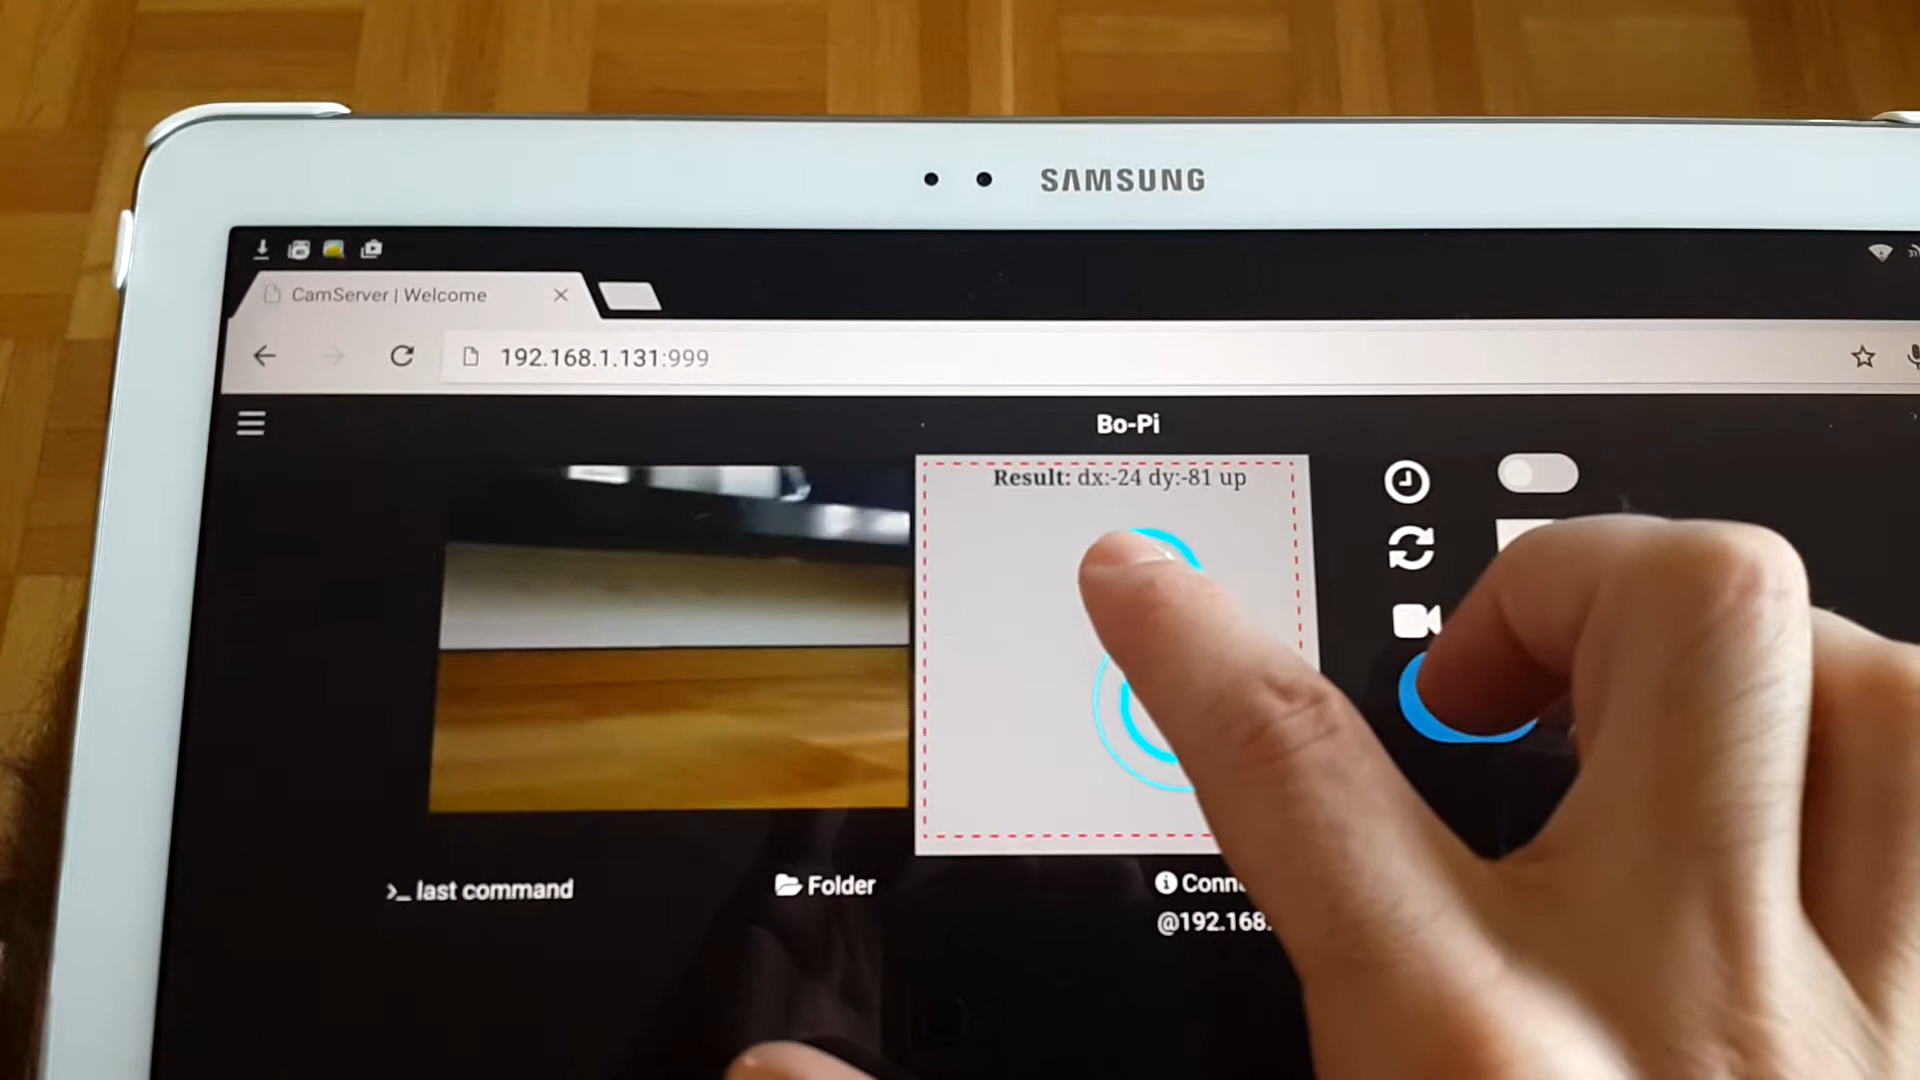 SAMSUNG
CamServer | Welcome
192.168.1.131:999
Bo-Pi
Result: dx:-24 dy:-81 up
>_ last command
Folder
@192.168.